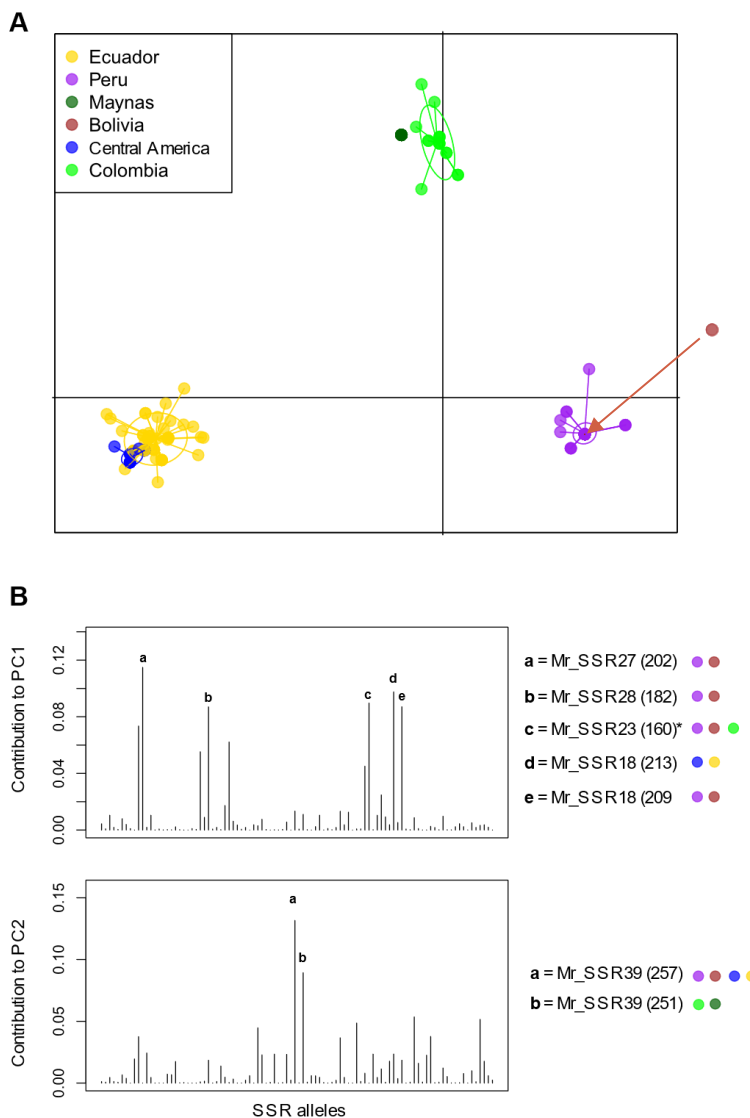 A
Ecuador
Peru
Maynas
Bolivia
Central America
Colombia
B
Contribution to PC1
0.00
0.04
0.08
0.12
a
b
c
d
e
a = Mr_SSR27 (202)
b = Mr_SSR28 (182)
c = Mr_SSR23 (160)*
d = Mr_SSR18 (213)
e = Mr_SSR18 (209
Contribution to PC2
0.00
0.05
0.10
0.15
a
b
a = Mr_SSR39 (257)
b = Mr_SSR39 (251)
SSR alleles